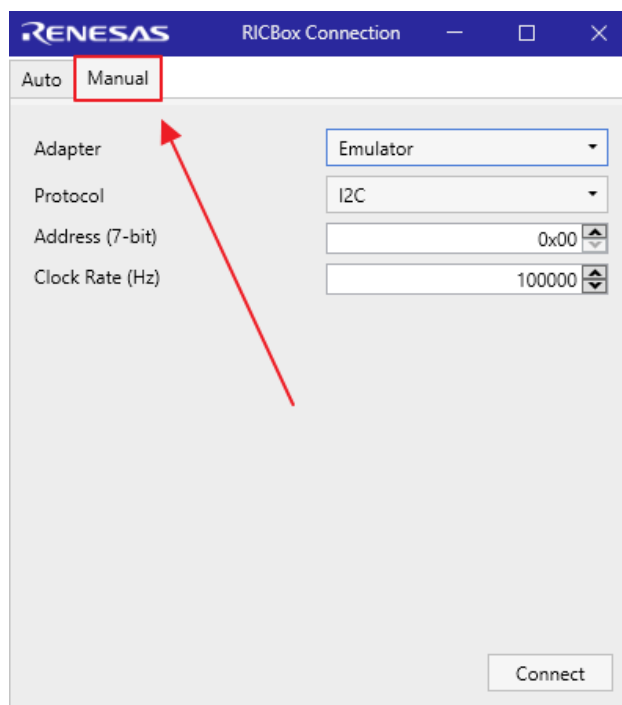 RENESAS RICBox Connection
Auto Manual
Adapter Emulator
Protocol I2C
Address (7-bit) 0x00
Clock Rate (Hz) 100000
Connect